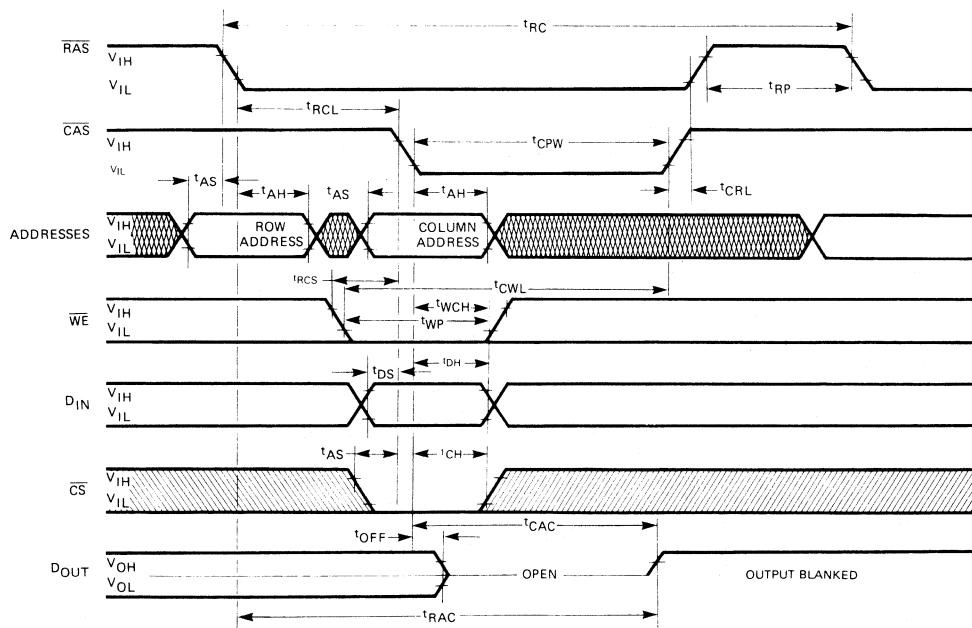 tRC
RAS
VIH
VIL
tRP
tRCL
CAS
VIH
VIL
tCPW
tCRL
tAS
tAH
tAS
tAH
ADDRESSES
VIH
VIL
ROW
ADDRESS
COLUMN
ADDRESS
tRCS
tCWL
WE
VIH
VIL
tWCH
tWP
tDH
tDS
DIN
VIH
VIL
tAS
tCH
CS
VIH
VIL
tCAC
tOFF
DOUT
VOH
VOL
OPEN
OUTPUT BLANKED
tRAC